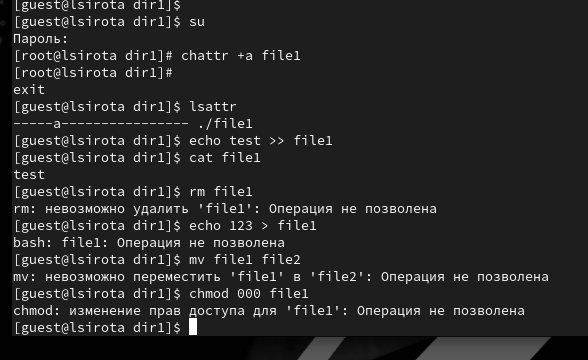 [guest@lsirota dir1]$
[guest@lsirota dir1]$ su
Пароль:
[root@lsirota dir1]# chattr +a file1
[root@lsirota dir1]#
exit
[guest@lsirota dir1]$ lsattr
-----a---------------- ./file1
[guest@lsirota dir1]$ echo test >> file1
[guest@lsirota dir1]$ cat file1
test
[guest@lsirota dir1]$ rm file1
rm: невозможно удалить 'file1': Операция не позволена
[guest@lsirota dir1]$ echo 123 > file1
bash: file1: Операция не позволена
[guest@lsirota dir1]$ mv file1 file2
mv: невозможно переместить 'file1' в 'file2': Операция не позволена
[guest@lsirota dir1]$ chmod 000 file1
chmod: изменение прав доступа для 'file1': Операция не позволена
[guest@lsirota dir1]$